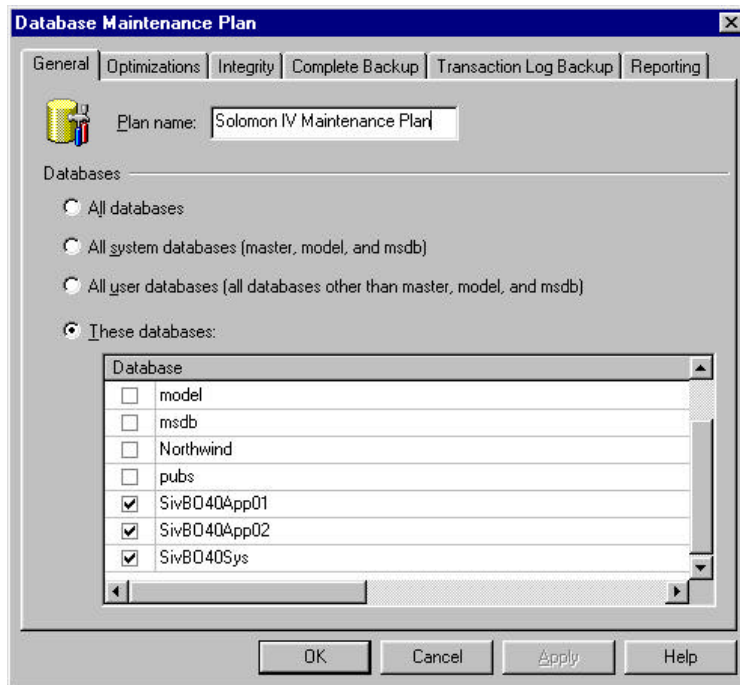 Database Maintenance Plan
General Optimizations Integrity Complete Backup Transaction Log Backup Reporting
Plan name: Solomon IV Maintenance Plan
Databases
All databases
All system databases (master, model, and msdb)
All user databases (all databases other than master, model, and msdb)
These databases:
Database
model
msdb
Northwind
pubs
SivBO40App01
SivBO40App02
SivBO40Sys
OK Cancel Apply Help